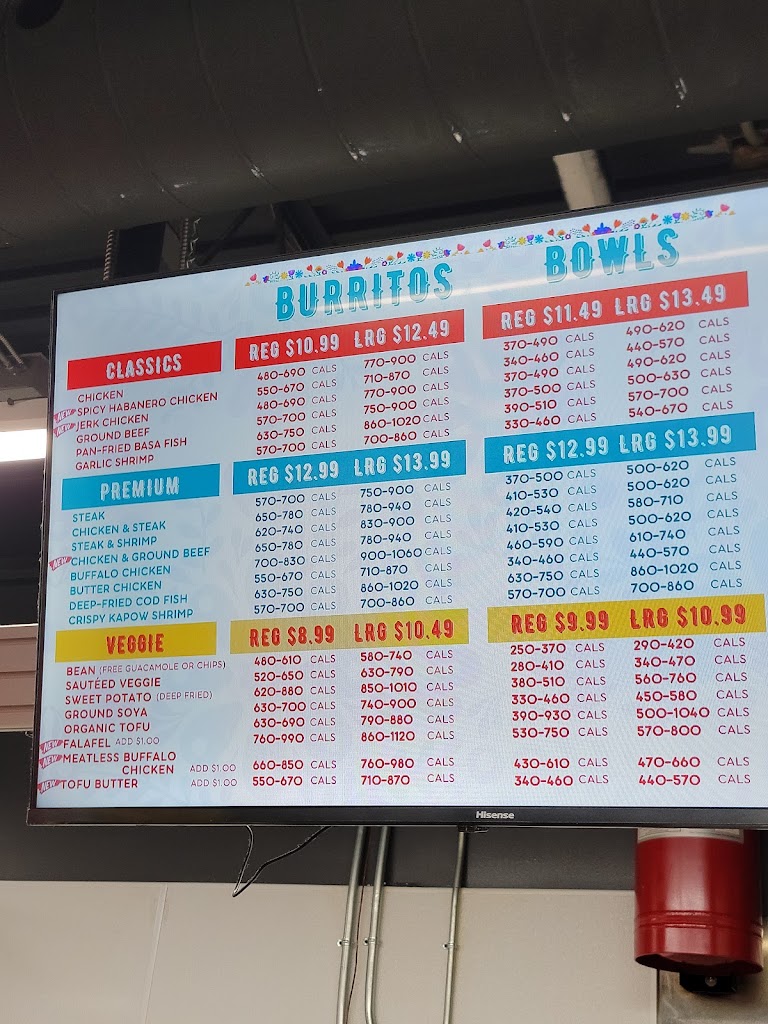 BURRITOS BOWLS
CLASSICS REG $10.99 LRG $12.49 REG $11.49 LRG $13.49
CHICKEN 480-690 CALS 770-900 CALS 370-490 CALS 490-620 CALS
NEW SPICY HABANERO CHICKEN 550-670 CALS 710-870 CALS 340-460 CALS 440-570 CALS
NEW JERK CHICKEN 480-690 CALS 770-900 CALS 370-490 CALS 490-620 CALS
GROUND BEEF 570-700 CALS 750-900 CALS 370-500 CALS 500-630 CALS
PAN-FRIED BASA FISH 630-750 CALS 860-1020 CALS 390-510 CALS 570-700 CALS
GARLIC SHRIMP 570-700 CALS 700-860 CALS 330-460 CALS 540-670 CALS
PREMIUM REG $12.99 LRG $13.99 REG $12.99 LRG $13.99
STEAK 570-700 CALS 750-900 CALS 370-500 CALS 500-620 CALS
CHICKEN & STEAK 650-780 CALS 780-940 CALS 410-530 CALS 500-620 CALS
STEAK & SHRIMP 620-740 CALS 830-900 CALS 420-540 CALS 580-710 CALS
NEW CHICKEN & GROUND BEEF 650-780 CALS 780-940 CALS 410-530 CALS 500-620 CALS
BUFFALO CHICKEN 700-830 CALS 900-1060 CALS 460-590 CALS 610-740 CALS
BUTTER CHICKEN 550-670 CALS 710-870 CALS 340-460 CALS 440-570 CALS
DEEP-FRIED COD FISH 630-750 CALS 860-1020 CALS 630-750 CALS 860-1020 CALS
CRISPY KAPOW SHRIMP 570-700 CALS 700-860 CALS 570-700 CALS 700-860 CALS
VEGGIE REG $8.99 LRG $10.49 REG $9.99 LRG $10.99
BEAN (FREE GUACAMOLE OR CHIPS) 480-610 CALS 580-740 CALS 250-370 CALS 290-420 CALS
SAUTÉED VEGGIE 520-650 CALS 630-790 CALS 280-410 CALS 340-470 CALS
SWEET POTATO (DEEP FRIED) 620-880 CALS 850-1010 CALS 380-510 CALS 560-760 CALS
GROUND SOYA 630-700 CALS 740-900 CALS 330-460 CALS 450-580 CALS
ORGANIC TOFU 630-690 CALS 790-880 CALS 390-930 CALS 500-1040 CALS
NEW FALAFEL ADD $1.00 760-990 CALS 860-1120 CALS 530-750 CALS 570-800 CALS
NEW MEATLESS BUFFALO
CHICKEN ADD $1.00 660-850 CALS 760-980 CALS 430-610 CALS 470-660 CALS
NEW TOFU BUTTER ADD $1.00 550-670 CALS 710-870 CALS 340-460 CALS 440-570 CALS
Hisense